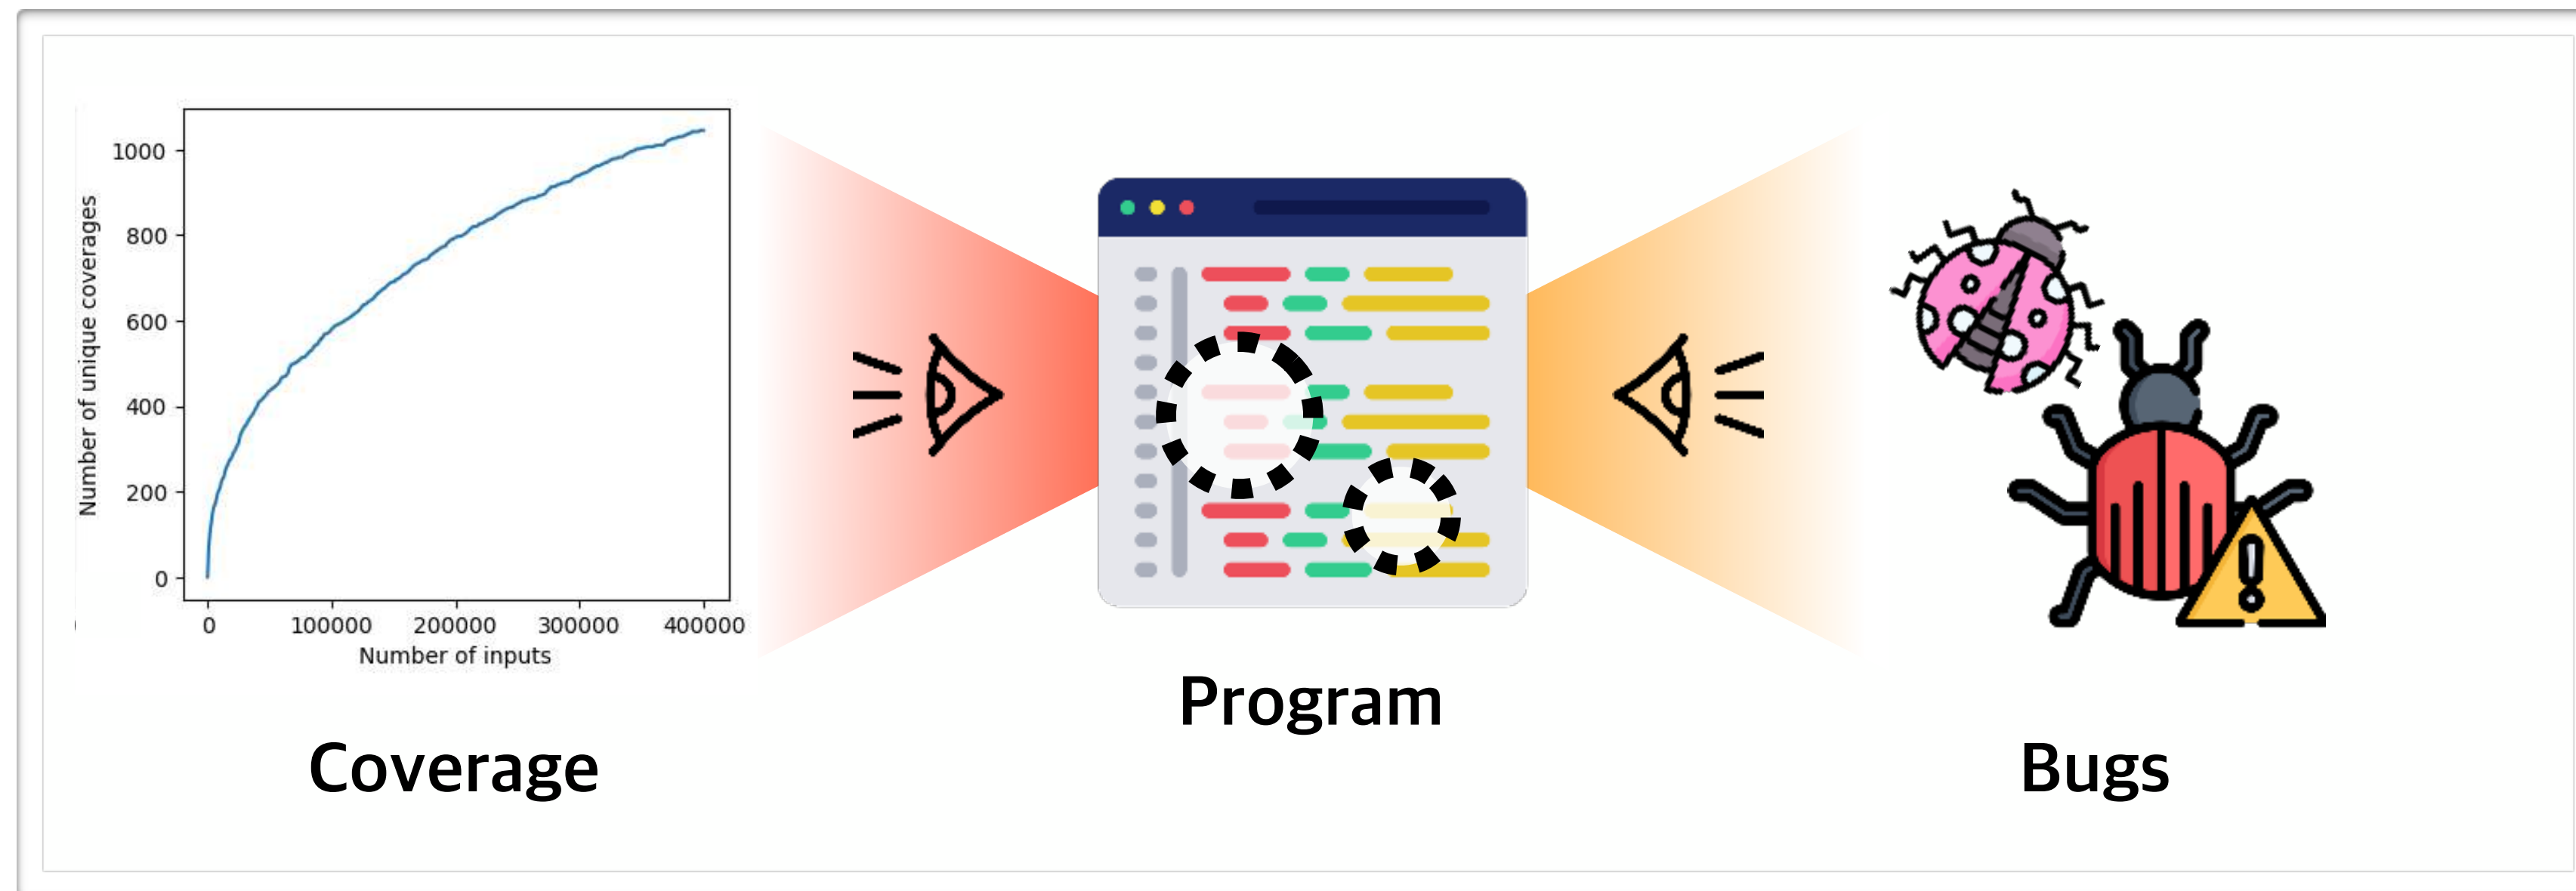 1000
800
600
400
200
0
Number of unique coverages
0 100000 200000 300000 400000
Number of inputs
Coverage
Program
Bugs